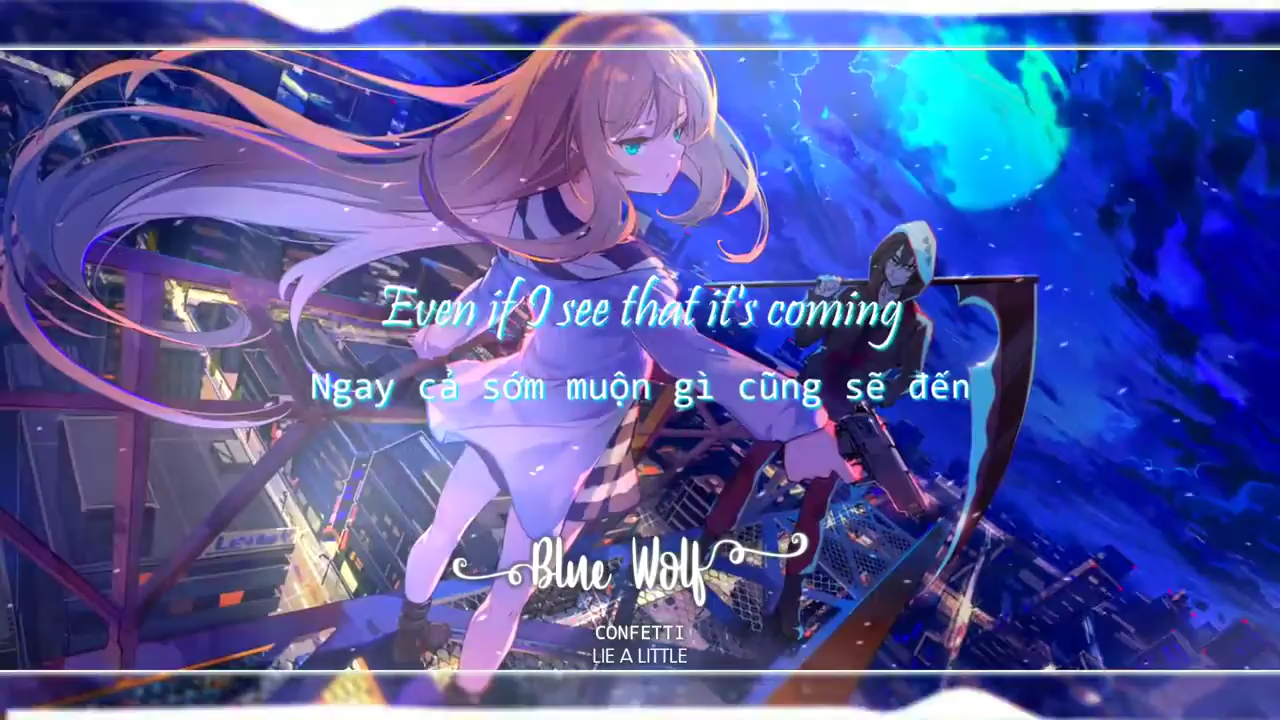 Even if I see that it's coming
Ngay cả sớm muộn gì cũng sẽ đến
Blue Wolf
CONFETTI
LIE A LITTLE